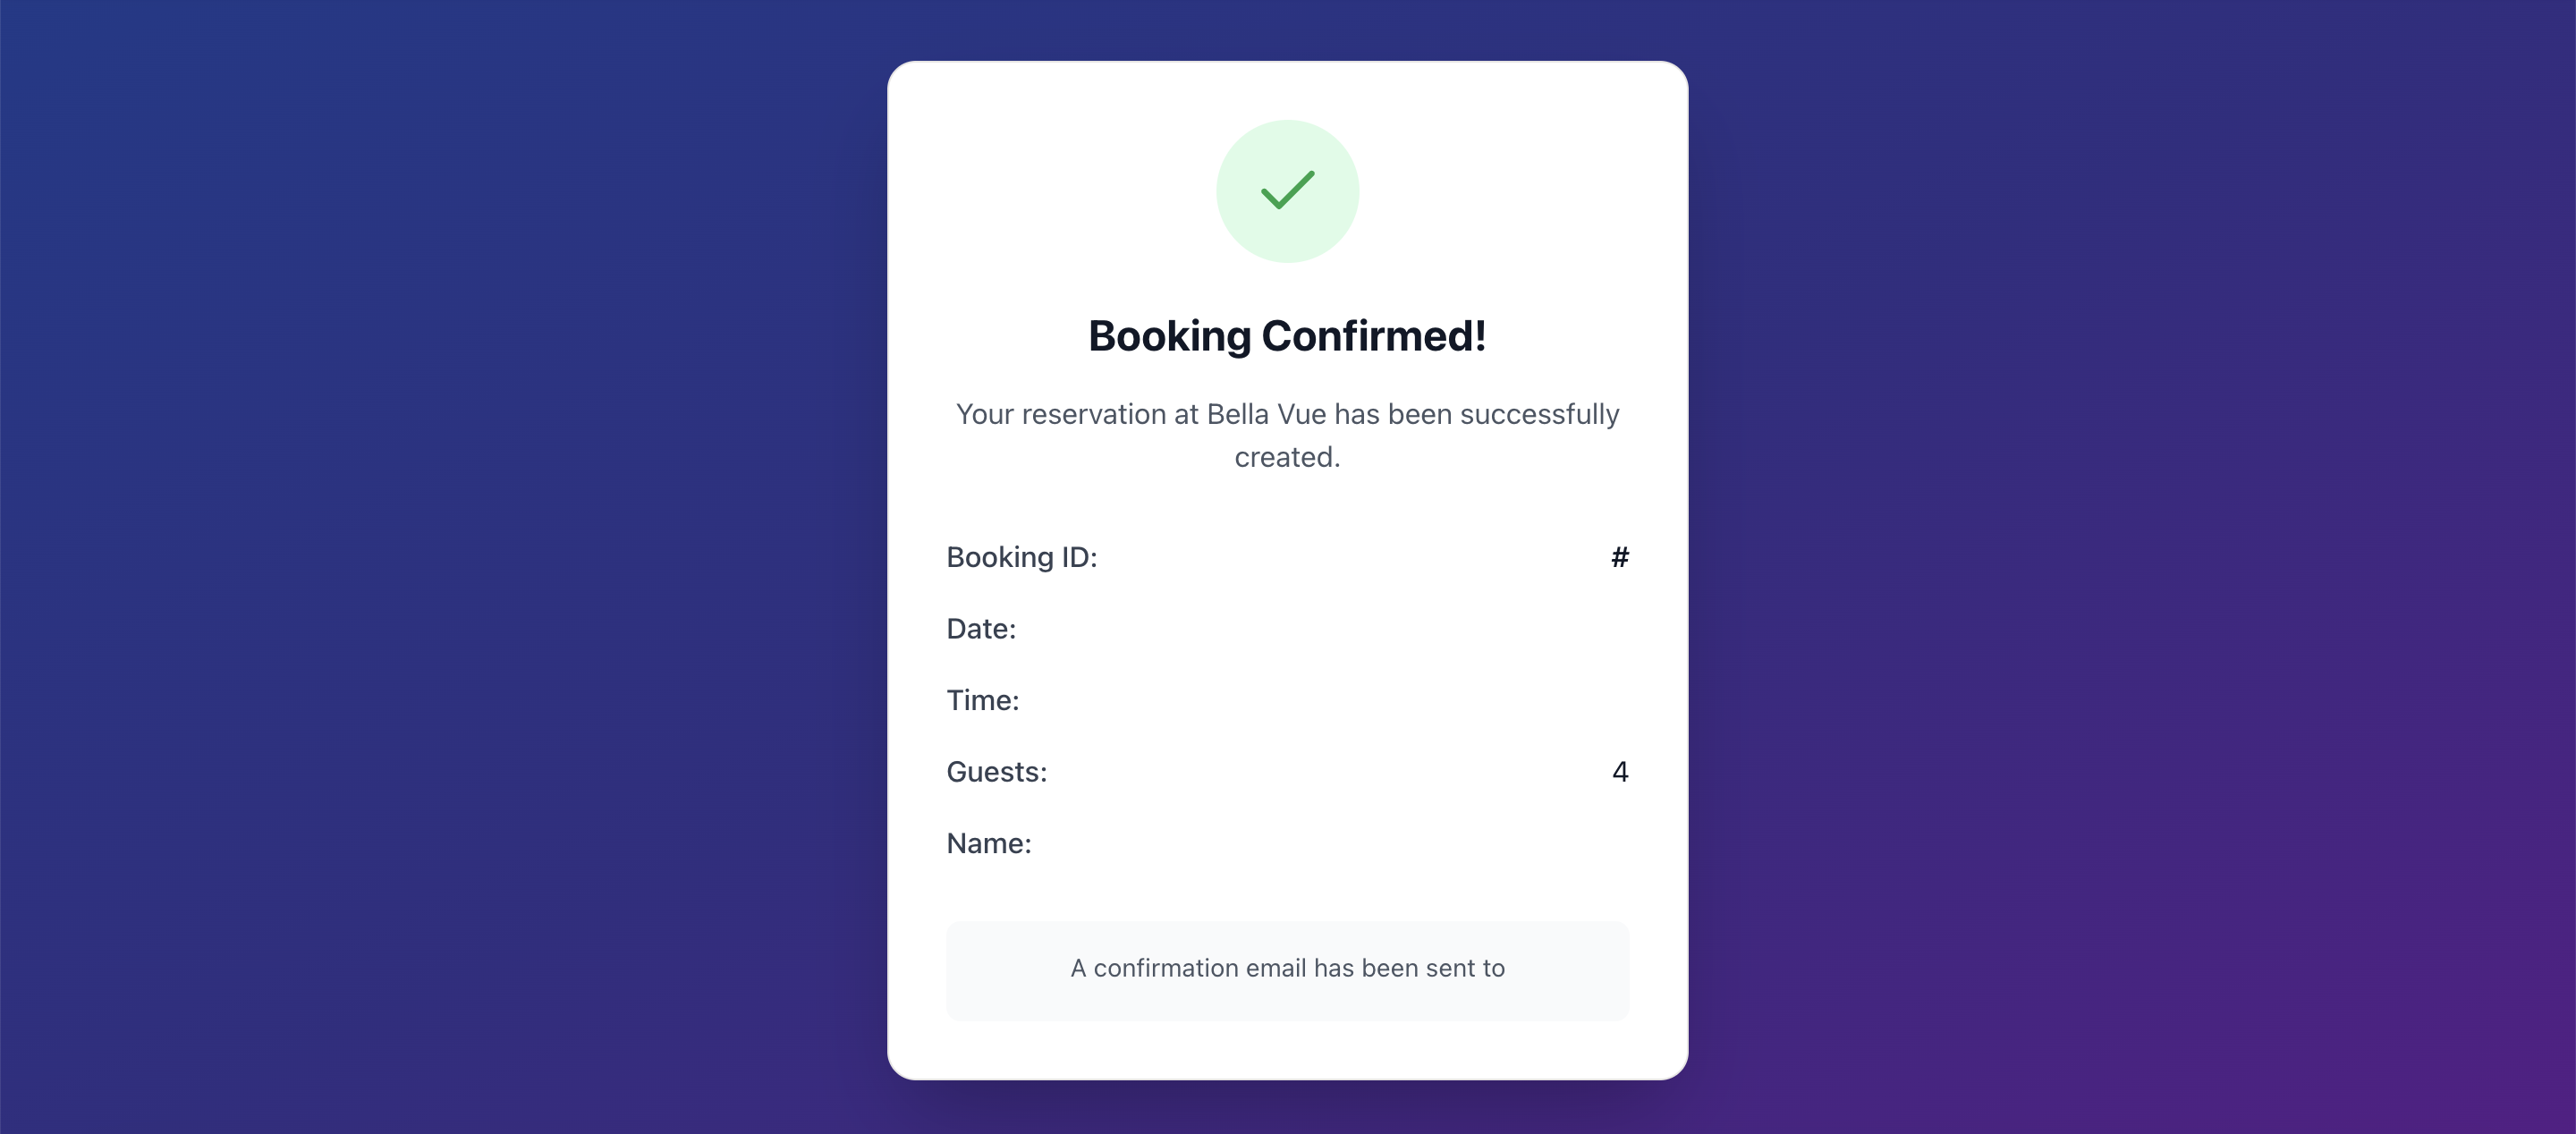 Booking Confirmed!
Your reservation at Bella Vue has been successfully
created.
Booking ID: #
Date:
Time:
Guests: 4
Name:
A confirmation email has been sent to